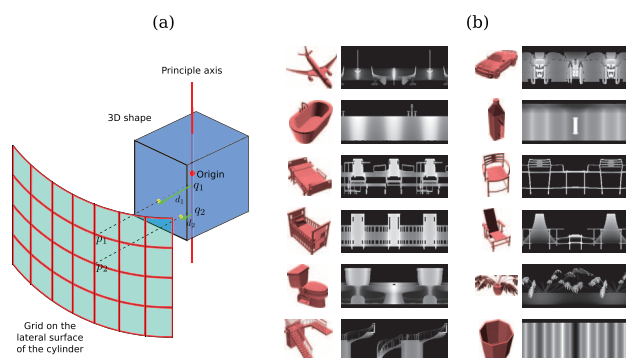 (a)
(b)
Principle axis
3D shape
Origin
q1
d1
q2
d2
p1
p2
Grid on the
lateral surface
of the cylinder